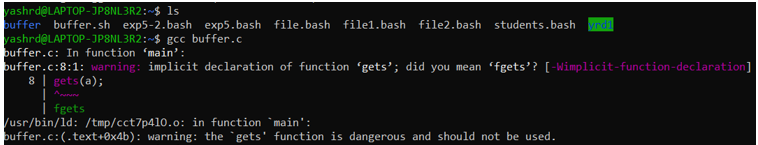 yashrd@LAPTOP-JP8NL3R2:~$ ls
buffer buffer.sh exp5-2.bash exp5.bash file.bash file1.bash file2.bash students.bash yrd1
yashrd@LAPTOP-JP8NL3R2:~$ gcc buffer.c
buffer.c: In function ‘main’:
buffer.c:8:1: warning: implicit declaration of function ‘gets’; did you mean ‘fgets’? [-Wimplicit-function-declaration]
8 | gets(a);
| ^~~~
| fgets
/usr/bin/ld: /tmp/cct7p4lO.o: in function `main':
buffer.c:(.text+0x4b): warning: the `gets' function is dangerous and should not be used.